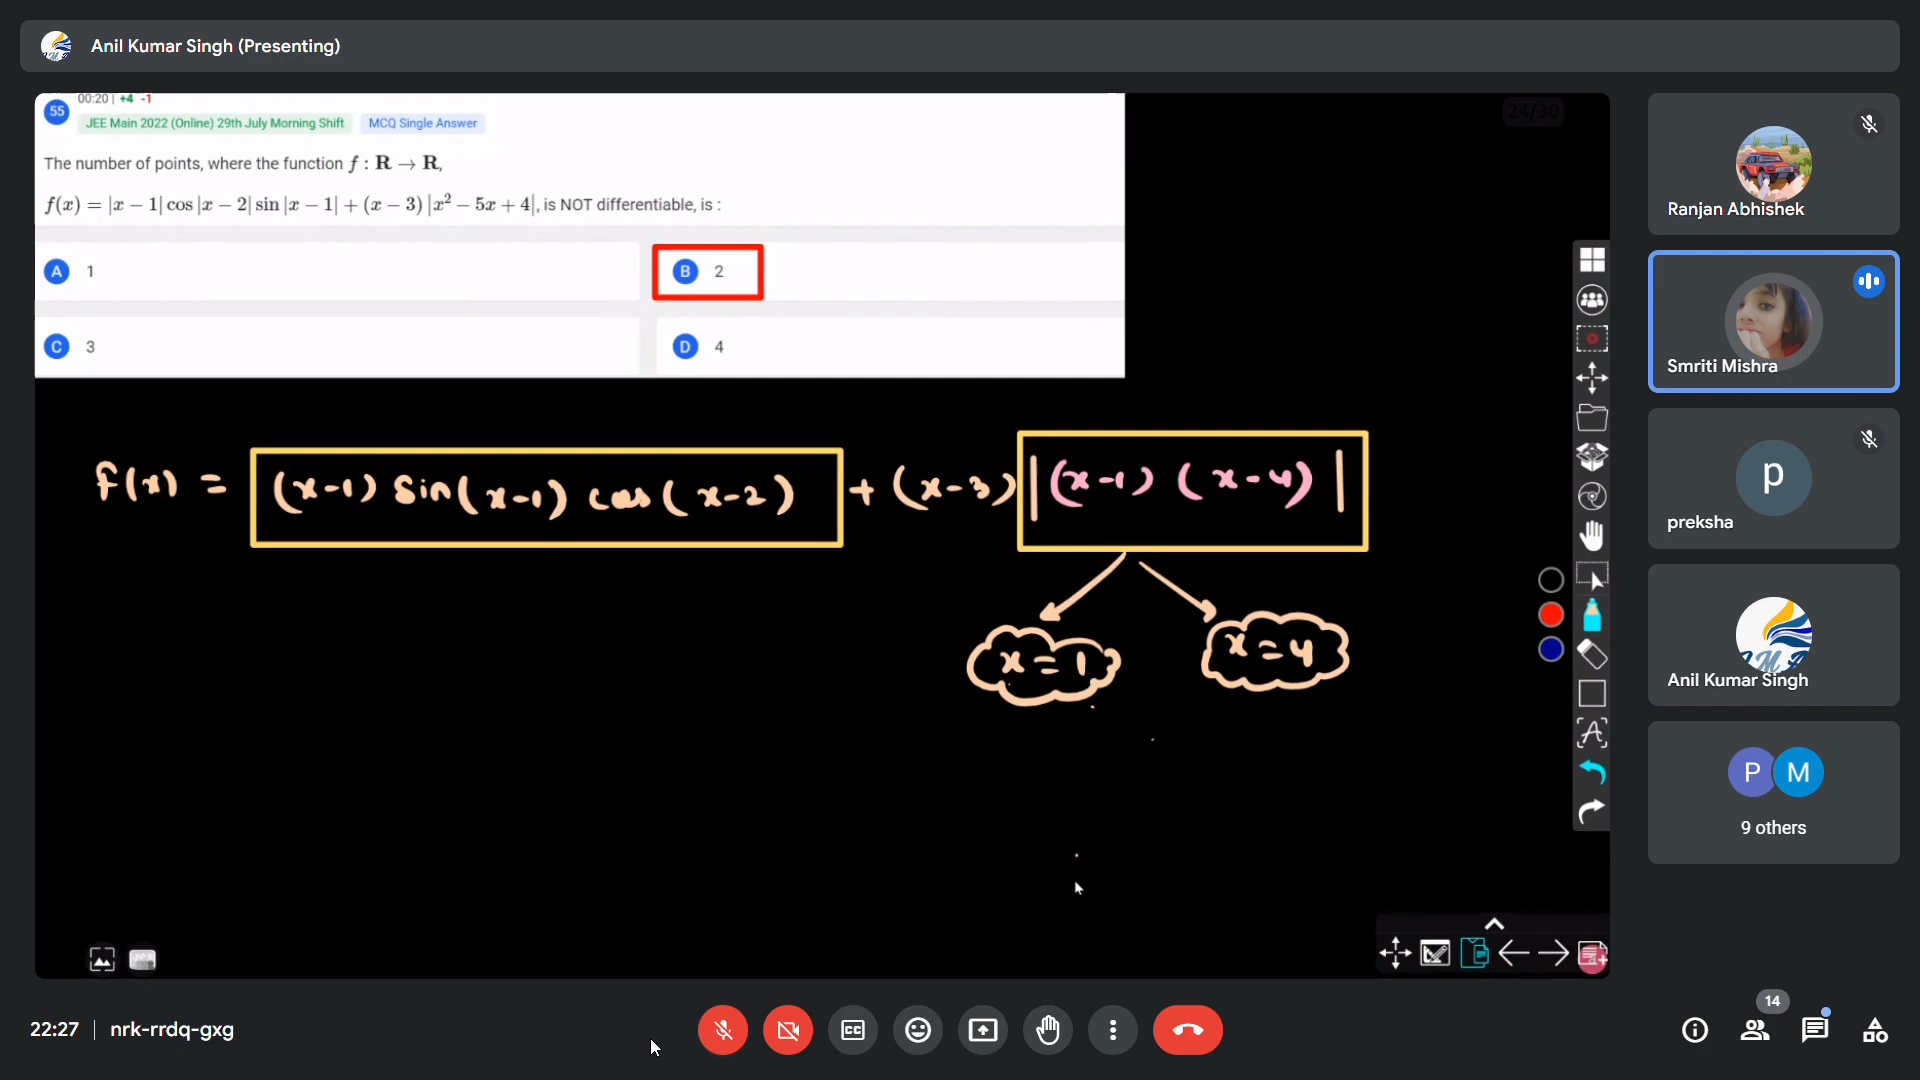 Anil Kumar Singh (Presenting)
55
00:20 | +4 -1
JEE Main 2022 (Online) 29th July Morning Shift MCQ Single Answer
The number of points, where the function f : R → R,
f(x) = |x − 1| cos |x − 2| sin |x − 1| + (x − 3) |x² − 5x + 4|, is NOT differentiable, is :
A 1
B 2
C 3
D 4
24/30
f(x) = (x-1) sin(x-1) cos(x-2) + (x-3) |(x-1) (x-4)|
x = 1
x = 4
Ranjan Abhishek
Smriti Mishra
p
preksha
Anil Kumar Singh
P M
9 others
22:27 | nrk-rrdq-gxg
14